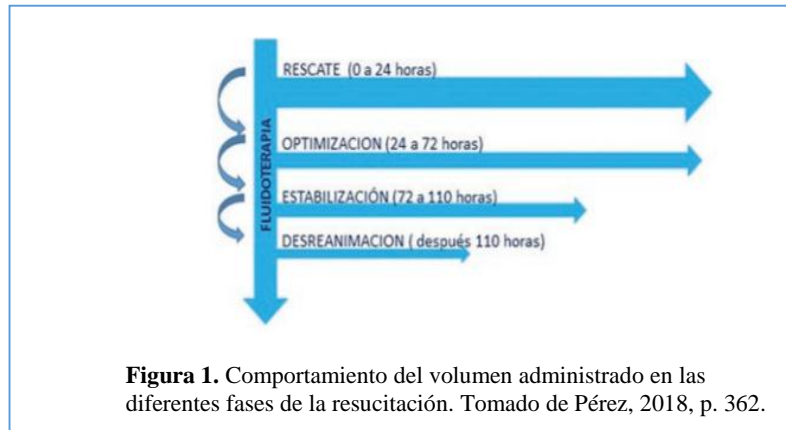 RESCATE (0 a 24 horas)
OPTIMIZACION (24 a 72 horas)
ESTABILIZACIÓN (72 a 110 horas)
DESREANIMACION ( después 110 horas)
FLUIDOTERAPIA
Figura 1. Comportamiento del volumen administrado en las
diferentes fases de la resucitación. Tomado de Pérez, 2018, p. 362.